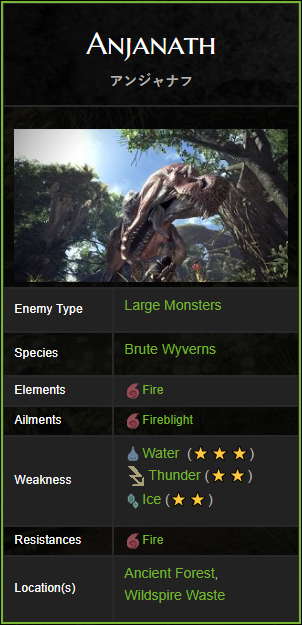 Anjanath
アンジャナフ
Enemy Type Large Monsters
Species Brute Wyverns
Elements Fire
Ailments Fireblight
Weakness Water (★ ★ ★)
Thunder (★ ★)
Ice (★ ★)
Resistances Fire
Location(s) Ancient Forest,
Wildspire Waste